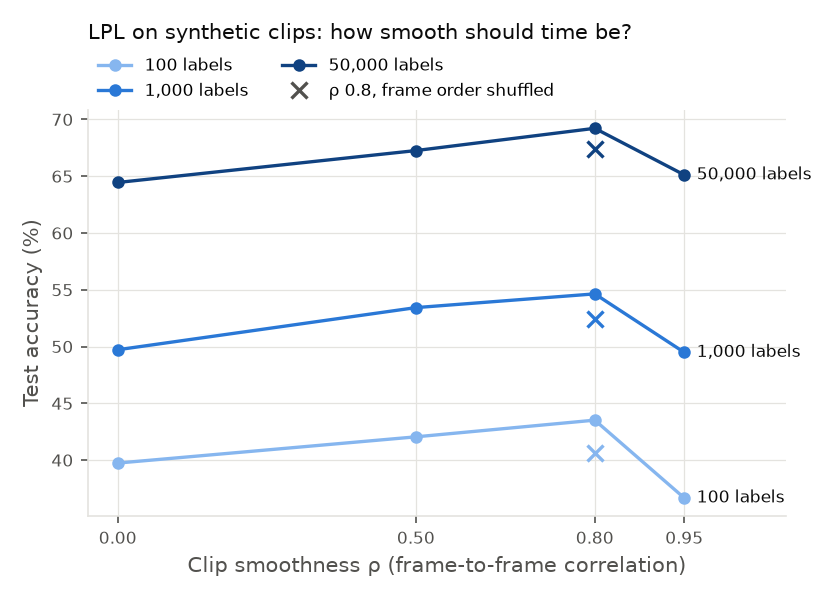 LPL on synthetic clips: how smooth should time be?
100 labels
50,000 labels
1,000 labels
ρ 0.8, frame order shuffled
Test accuracy (%)
70
65
60
55
50
45
40
50,000 labels
1,000 labels
100 labels
0.00
0.50
0.80
0.95
Clip smoothness ρ (frame-to-frame correlation)